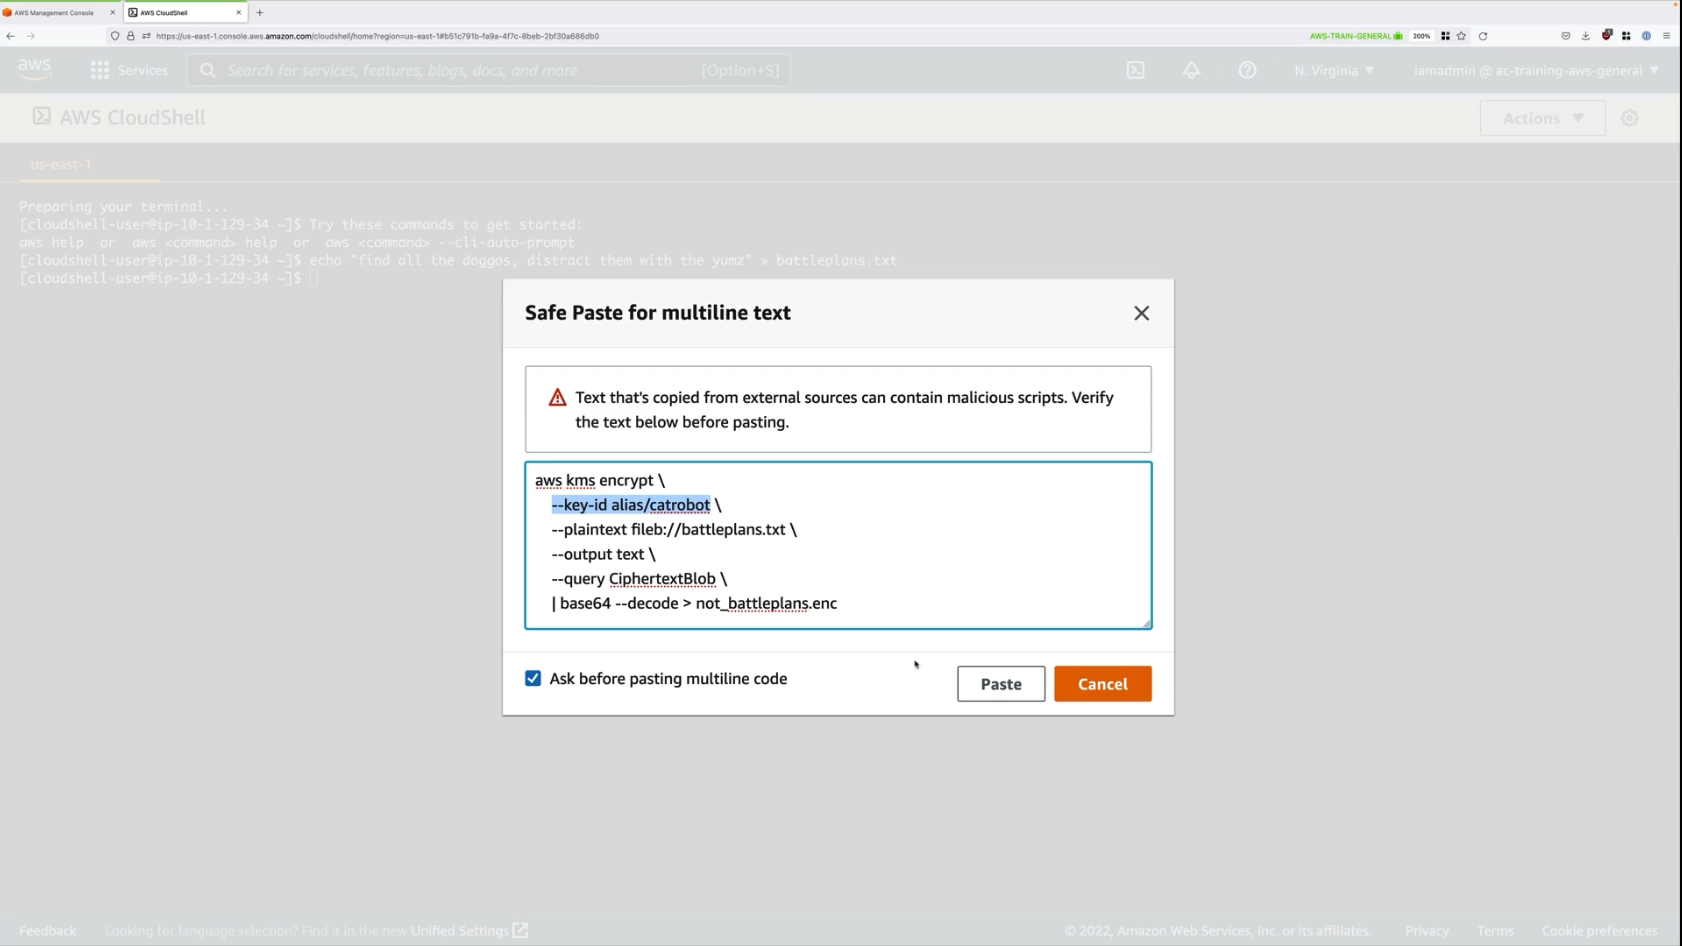 AWS Management Console
AWS CloudShell
https://us-east-1.console.aws.amazon.com/cloudshell/home?region=us-east-1#b51c791b-fa9a-4f7c-8beb-2bf30a686db0
AWS-TRAIN-GENERAL
200%
aws
Services
Search for services, features, blogs, docs, and more
[Option+S]
N. Virginia
iamadmin @ ac-training-aws-general
AWS CloudShell
Actions
us-east-1
Preparing your terminal...
[cloudshell-user@ip-10-1-129-34 ~]$ Try these commands to get started:
aws help or aws <command> help or aws <command> --cli-auto-prompt
[cloudshell-user@ip-10-1-129-34 ~]$ echo "find all the doggos, distract them with the yumz" > battleplans.txt
[cloudshell-user@ip-10-1-129-34 ~]$
Safe Paste for multiline text
Text that's copied from external sources can contain malicious scripts. Verify
the text below before pasting.
aws kms encrypt \
--key-id alias/catrobot \
--plaintext fileb://battleplans.txt \
--output text \
--query CiphertextBlob \
| base64 --decode > not_battleplans.enc
Ask before pasting multiline code
Paste
Cancel
Feedback
Looking for language selection? Find it in the new Unified Settings
© 2022, Amazon Web Services, Inc. or its affiliates.
Privacy
Terms
Cookie preferences